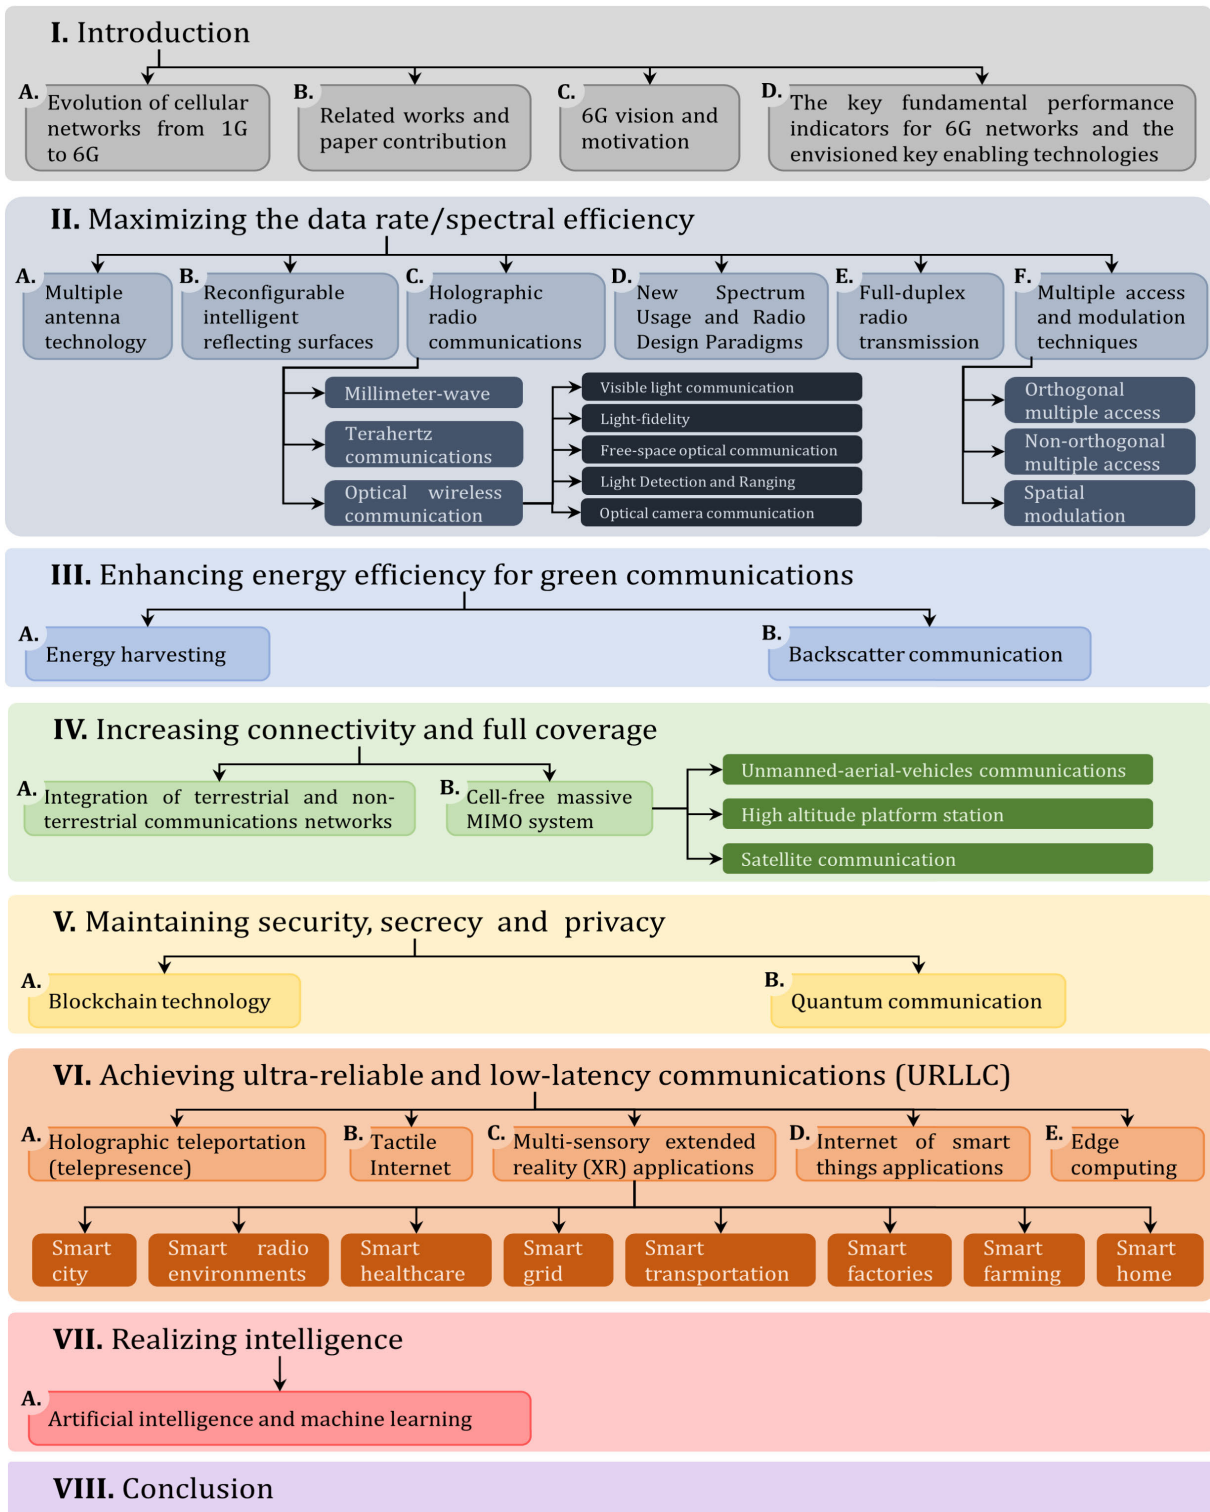 I. Introduction
A. Evolution of cellular
networks from 1G
to 6G
B. Related works and
paper contribution
C. 6G vision and
motivation
D. The key fundamental performance
indicators for 6G networks and the
envisioned key enabling technologies
II. Maximizing the data rate/spectral efficiency
A. Multiple
antenna
technology
B. Reconfigurable
intelligent
reflecting surfaces
C. Holographic
radio
communications
D. New Spectrum
Usage and Radio
Design Paradigms
E. Full-duplex
radio
transmission
F. Multiple access
and modulation
techniques
Millimeter-wave
Terahertz
communications
Optical wireless
communication
Visible light communication
Light-fidelity
Free-space optical communication
Light Detection and Ranging
Optical camera communication
Orthogonal
multiple access
Non-orthogonal
multiple access
Spatial
modulation
III. Enhancing energy efficiency for green communications
A. Energy harvesting
B. Backscatter communication
IV. Increasing connectivity and full coverage
A. Integration of terrestrial and non-
terrestrial communications networks
B. Cell-free massive
MIMO system
Unmanned-aerial-vehicles communications
High altitude platform station
Satellite communication
V. Maintaining security, secrecy and privacy
A. Blockchain technology
B. Quantum communication
VI. Achieving ultra-reliable and low-latency communications (URLLC)
A. Holographic teleportation
(telepresence)
B. Tactile
Internet
C. Multi-sensory extended
reality (XR) applications
D. Internet of smart
things applications
E. Edge
computing
Smart
city
Smart radio
environments
Smart
healthcare
Smart
grid
Smart
transportation
Smart
factories
Smart
farming
Smart
home
VII. Realizing intelligence
A. Artificial intelligence and machine learning
VIII. Conclusion